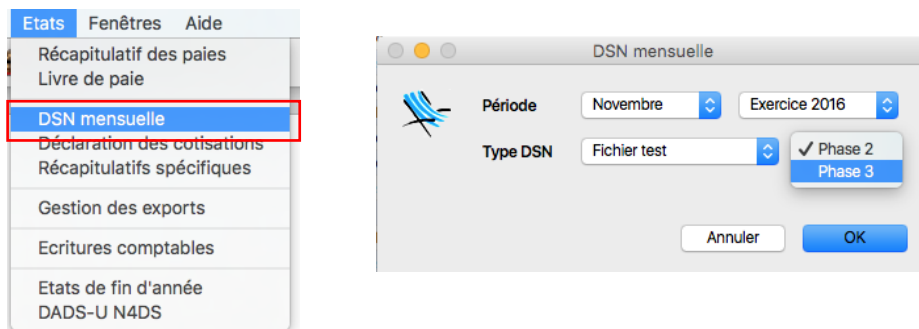 Etats Fenêtres Aide
Récapitulatif des paies
Livre de paie
DSN mensuelle
Déclaration des cotisations
Récapitulatifs spécifiques
Gestion des exports
Ecritures comptables
Etats de fin d'année
DADS-U N4DS
DSN mensuelle
Période Novembre Exercice 2016
Type DSN Fichier test ✓ Phase 2
Phase 3
Annuler OK